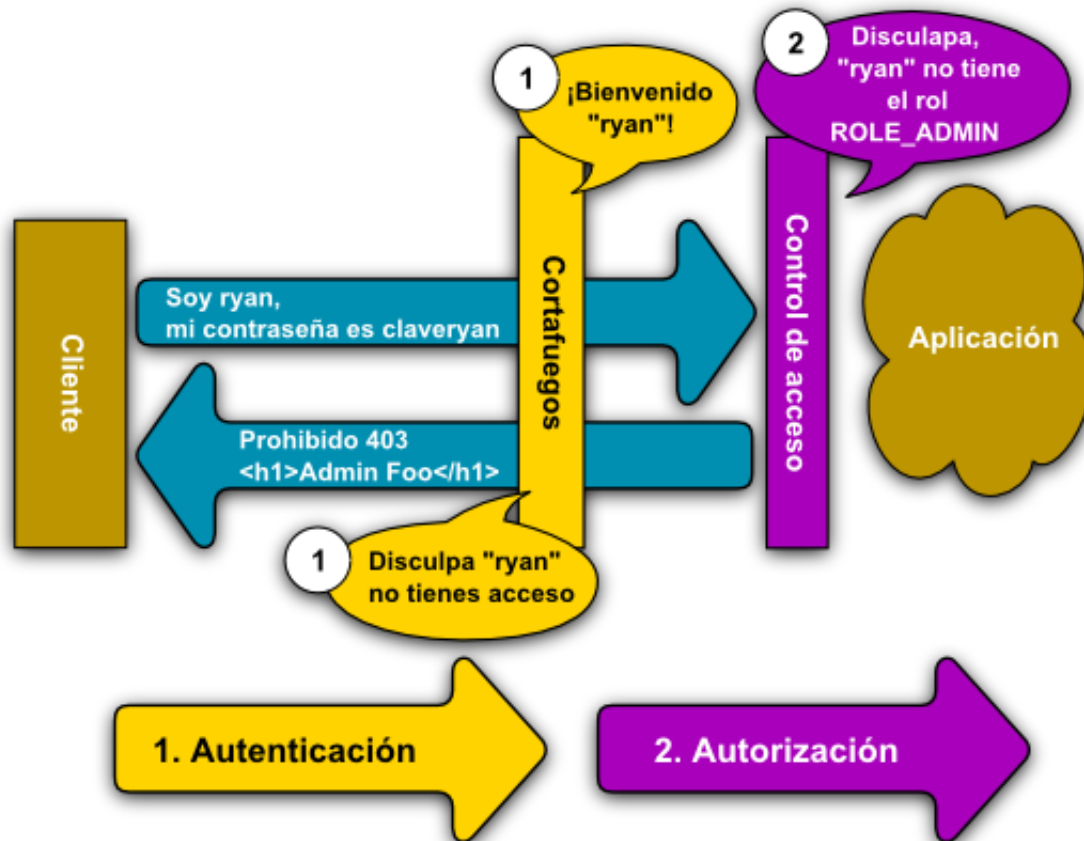 1
¡Bienvenido
"ryan"!
2
Disculapa,
"ryan" no tiene
el rol
ROLE_ADMIN
Cliente
Soy ryan,
mi contraseña es claveryan
Cortafuegos
Control de acceso
Aplicación
Prohibido 403
<h1>Admin Foo</h1>
1
Disculpa "ryan"
no tienes acceso
1. Autenticación
2. Autorización